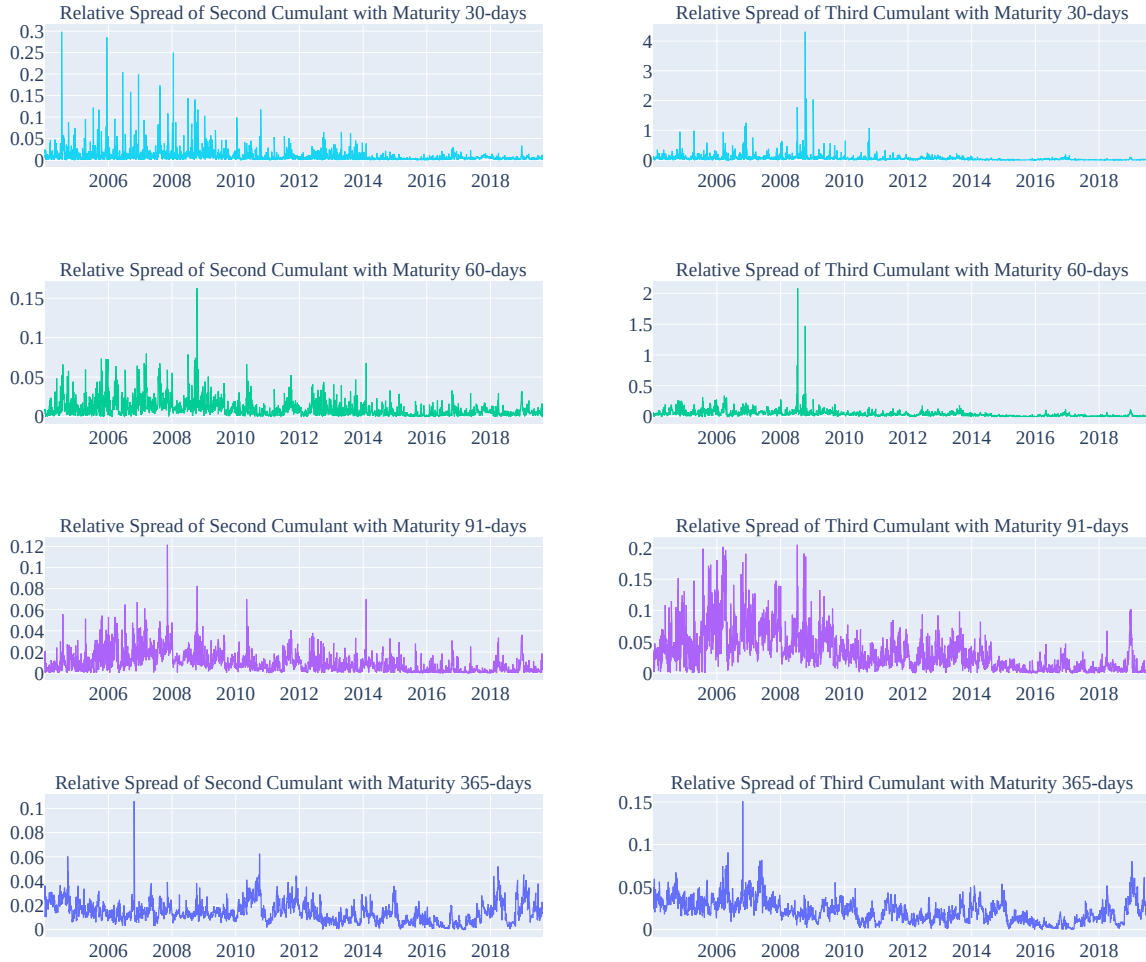 Relative Spread of Second Cumulant with Maturity 30-days
0.3
0.25
0.2
0.15
0.1
0.05
0
2006 2008 2010 2012 2014 2016 2018
Relative Spread of Third Cumulant with Maturity 30-days
4
3
2
1
0
2006 2008 2010 2012 2014 2016 2018
Relative Spread of Second Cumulant with Maturity 60-days
0.15
0.1
0.05
0
2006 2008 2010 2012 2014 2016 2018
Relative Spread of Third Cumulant with Maturity 60-days
2
1.5
1
0.5
0
2006 2008 2010 2012 2014 2016 2018
Relative Spread of Second Cumulant with Maturity 91-days
0.12
0.1
0.08
0.06
0.04
0.02
0
2006 2008 2010 2012 2014 2016 2018
Relative Spread of Third Cumulant with Maturity 91-days
0.2
0.15
0.1
0.05
0
2006 2008 2010 2012 2014 2016 2018
Relative Spread of Second Cumulant with Maturity 365-days
0.1
0.08
0.06
0.04
0.02
0
2006 2008 2010 2012 2014 2016 2018
Relative Spread of Third Cumulant with Maturity 365-days
0.15
0.1
0.05
0
2006 2008 2010 2012 2014 2016 2018